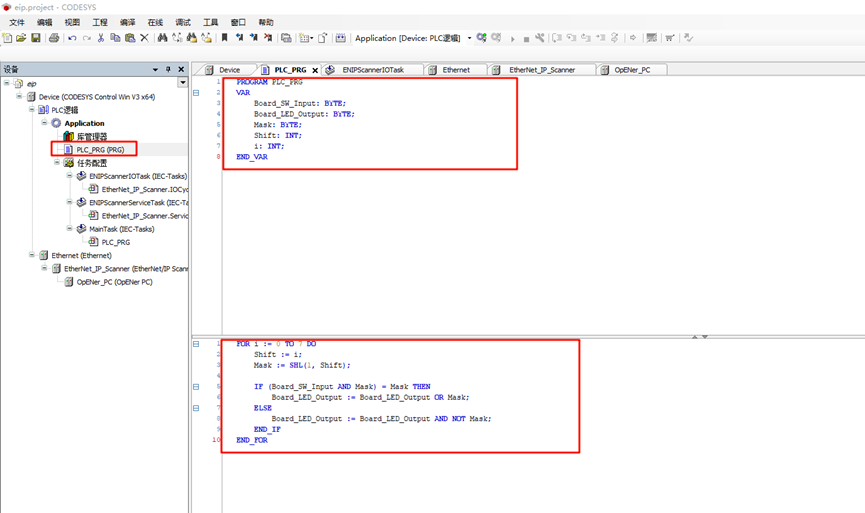 eip.project - CODESYS
文件 编辑 视图 工程 编译 在线 调试 工具 窗口 帮助
Application [Device: PLC逻辑]
设备
eip
Device (CODESYS Control Win V3 x64)
PLC逻辑
Application
库管理器
PLC_PRG (PRG)
任务配置
ENIPScannerIOTask (IEC-Tasks)
EtherNet_IP_Scanner.IOCyc
ENIPScannerServiceTask (IEC-Ta
EtherNet_IP_Scanner.Servic
MainTask (IEC-Tasks)
PLC_PRG
Ethernet (Ethernet)
EtherNet_IP_Scanner (EtherNet/IP Scann
OpENer_PC (OpENer PC)
Device PLC_PRG ENIPScannerIOTask Ethernet EtherNet_IP_Scanner OpENer_PC
1 PROGRAM PLC_PRG
2 VAR
3 Board_SW_Input: BYTE;
4 Board_LED_Output: BYTE;
5 Mask: BYTE;
6 Shift: INT;
7 i: INT;
8 END_VAR
1 FOR i := 0 TO 7 DO
2 Shift := i;
3 Mask := SHL(1, Shift);
4
5 IF (Board_SW_Input AND Mask) = Mask THEN
6 Board_LED_Output := Board_LED_Output OR Mask;
7 ELSE
8 Board_LED_Output := Board_LED_Output AND NOT Mask;
9 END_IF
10 END_FOR